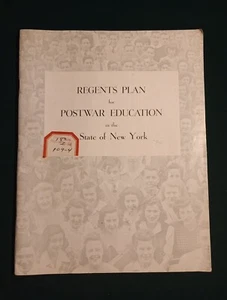 REGENTS PLAN
for
POSTWAR EDUCATION
in the
State of New York